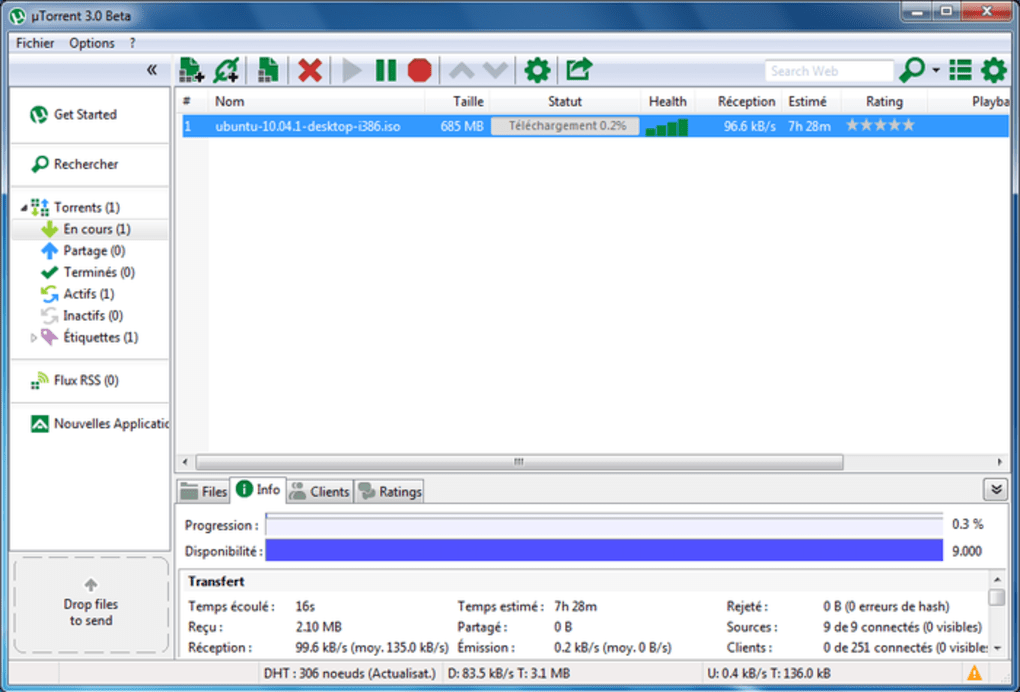 µTorrent 3.0 Beta
Fichier Options ?
«
Search Web
Get Started
Rechercher
Torrents (1)
En cours (1)
Partage (0)
Terminés (0)
Actifs (1)
Inactifs (0)
Étiquettes (1)
Flux RSS (0)
Nouvelles Applicatio
Drop files
to send
# Nom Taille Statut Health Réception Estimé Rating Playba
1 ubuntu-10.04.1-desktop-i386.iso 685 MB Téléchargement 0.2% 96.6 kB/s 7h 28m
Files Info Clients Ratings
Progression : 0.3 %
Disponibilité : 9.000
Transfert
Temps écoulé : 16s Temps estimé : 7h 28m Rejeté : 0 B (0 erreurs de hash)
Reçu : 2.10 MB Partagé : 0 B Sources : 9 de 9 connectés (0 visibles)
Réception : 99.6 kB/s (moy. 135.0 kB/s) Émission : 0.2 kB/s (moy. 0 B/s) Clients : 0 de 251 connectés (0 visible:
DHT : 306 noeuds (Actualisat.) D: 83.5 kB/s T: 3.1 MB U: 0.4 kB/s T: 136.0 kB